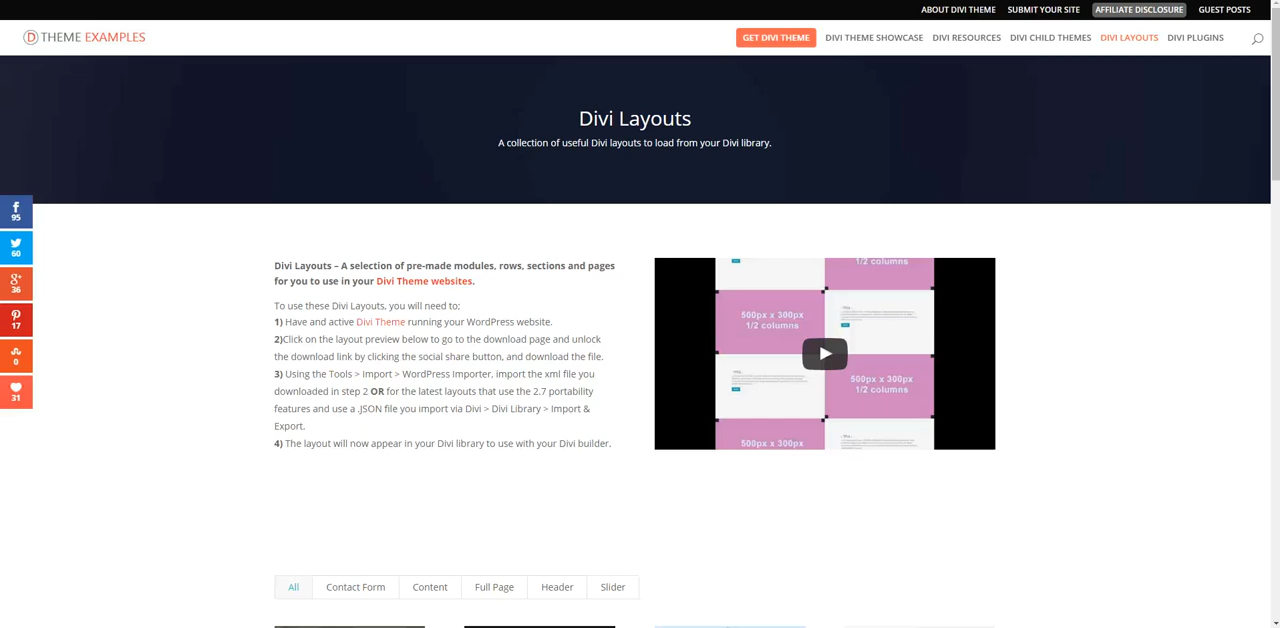 ABOUT DIVI THEME SUBMIT YOUR SITE AFFILIATE DISCLOSURE GUEST POSTS
D THEME EXAMPLES
GET DIVI THEME DIVI THEME SHOWCASE DIVI RESOURCES DIVI CHILD THEMES DIVI LAYOUTS DIVI PLUGINS
Divi Layouts
A collection of useful Divi layouts to load from your Divi library.
95
60
36
17
0
31
Divi Layouts – A selection of pre-made modules, rows, sections and pages
for you to use in your Divi Theme websites.
To use these Divi Layouts, you will need to;
1) Have and active Divi Theme running your WordPress website.
2)Click on the layout preview below to go to the download page and unlock
the download link by clicking the social share button, and download the file.
3) Using the Tools > Import > WordPress Importer, import the xml file you
downloaded in step 2 OR for the latest layouts that use the 2.7 portability
features and use a .JSON file you import via Divi > Divi Library > Import &
Export.
4) The layout will now appear in your Divi library to use with your Divi builder.
1/2 columns
500px x 300px
1/2 columns
500px x 300px
1/2 columns
500px x 300px
All Contact Form Content Full Page Header Slider